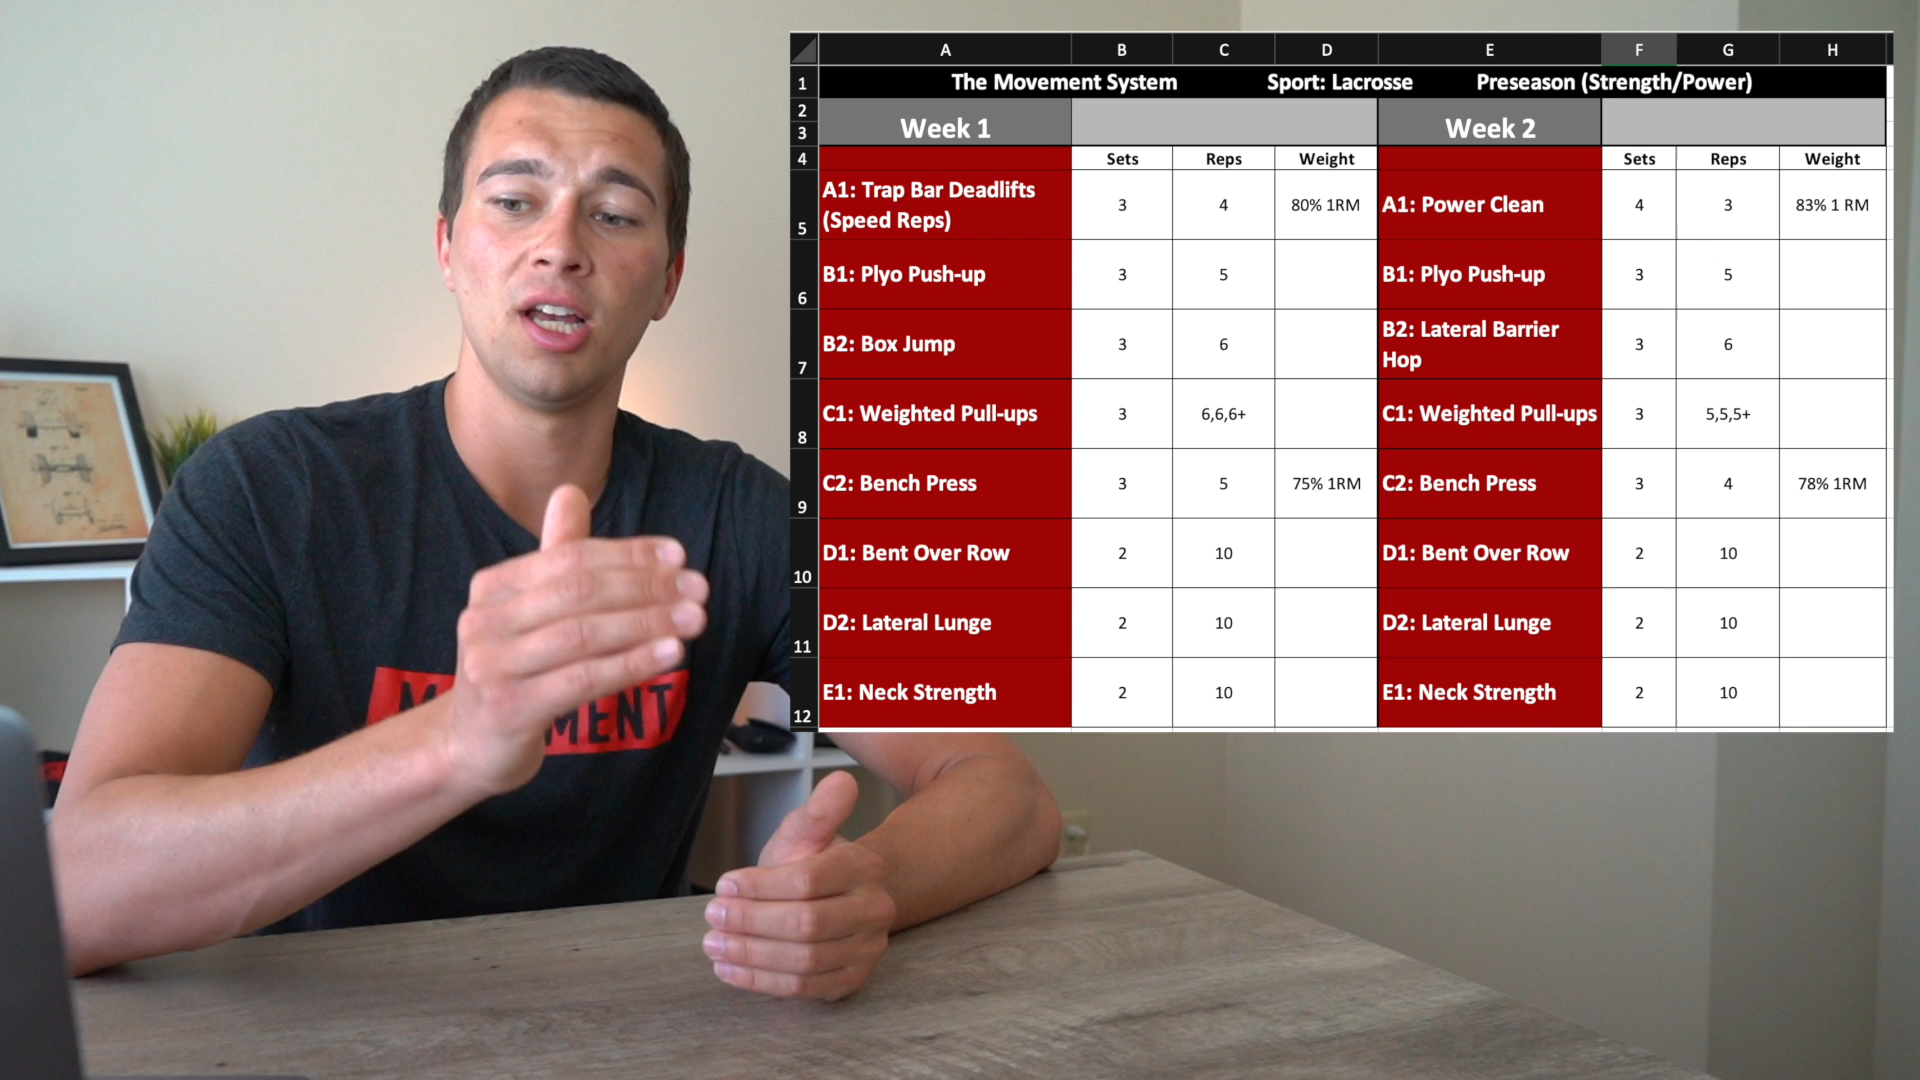 A B C D E F G H
1 The Movement System Sport: Lacrosse Preseason (Strength/Power)
2
3 Week 1 Week 2
4 Sets Reps Weight Sets Reps Weight
5 A1: Trap Bar Deadlifts (Speed Reps) 3 4 80% 1RM A1: Power Clean 4 3 83% 1 RM
6 B1: Plyo Push-up 3 5 B1: Plyo Push-up 3 5
7 B2: Box Jump 3 6 B2: Lateral Barrier Hop 3 6
8 C1: Weighted Pull-ups 3 6,6,6+ C1: Weighted Pull-ups 3 5,5,5+
9 C2: Bench Press 3 5 75% 1RM C2: Bench Press 3 4 78% 1RM
10 D1: Bent Over Row 2 10 D1: Bent Over Row 2 10
11 D2: Lateral Lunge 2 10 D2: Lateral Lunge 2 10
12 E1: Neck Strength 2 10 E1: Neck Strength 2 10